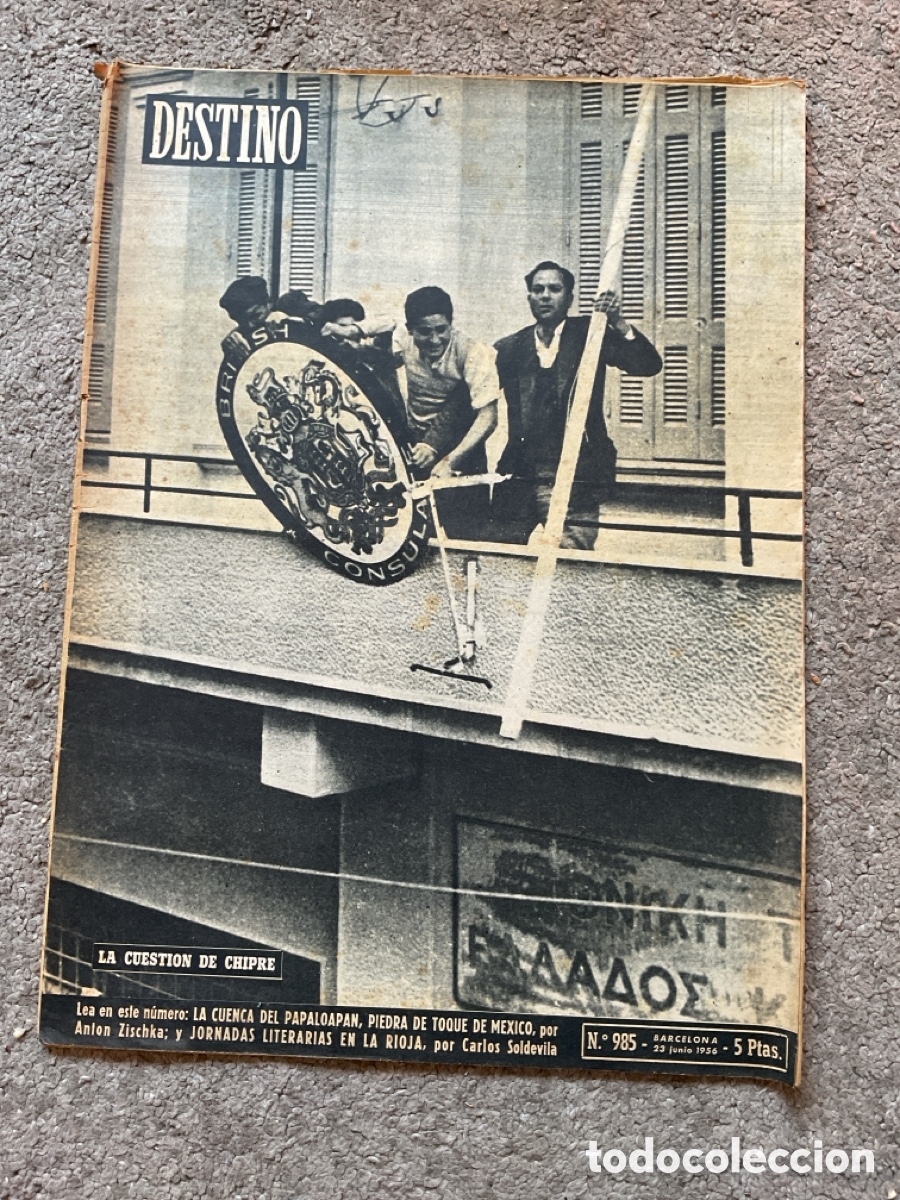 DESTINO
BRITISH
CONSULA
LA CUESTION DE CHIPRE
Lea en este número: LA CUENCA DEL PAPALOAPAN, PIEDRA DE TOQUE DE MEXICO, por
Anton Zischka; y JORNADAS LITERARIAS EN LA RIOJA, por Carlos Soldevila
N.º 985 - BARCELONA
23 junio 1956 - 5 Ptas.
todocoleccion